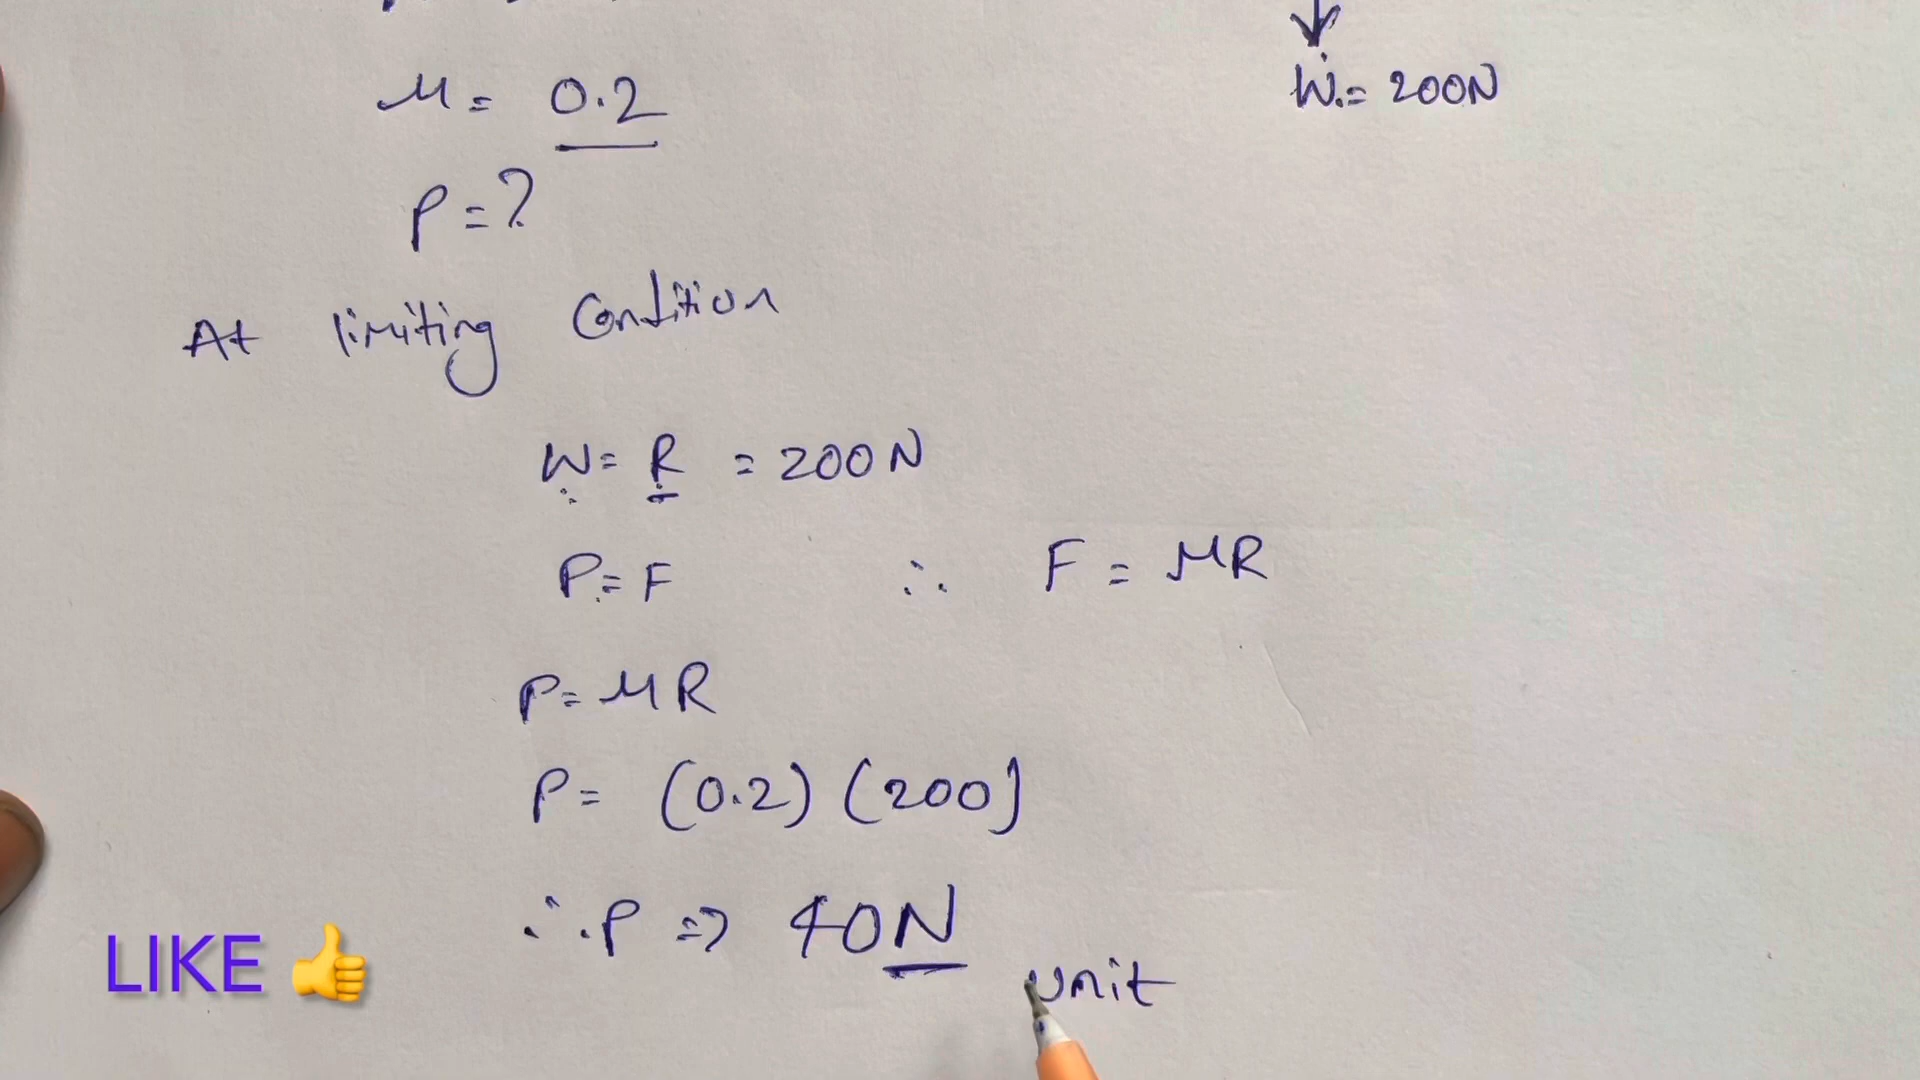 μ = 0.2
W = 200N
P = ?
At limiting Condition
W = R = 200 N
P = F ∴ F = μR
P = μR
P = (0.2) (200)
∴ P => 40N
unit
LIKE 👍